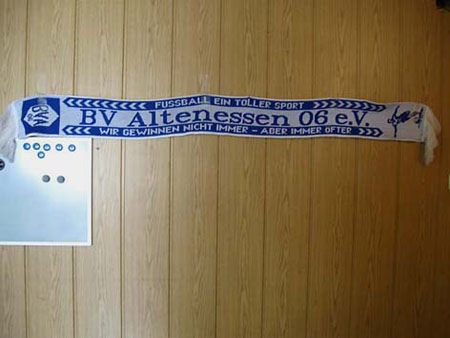 FUSSBALL EIN TOLLER SPORT
BV Altenessen 06 e.V.
WIR GEWINNEN NICHT IMMER - ABER IMMER ÖFTER